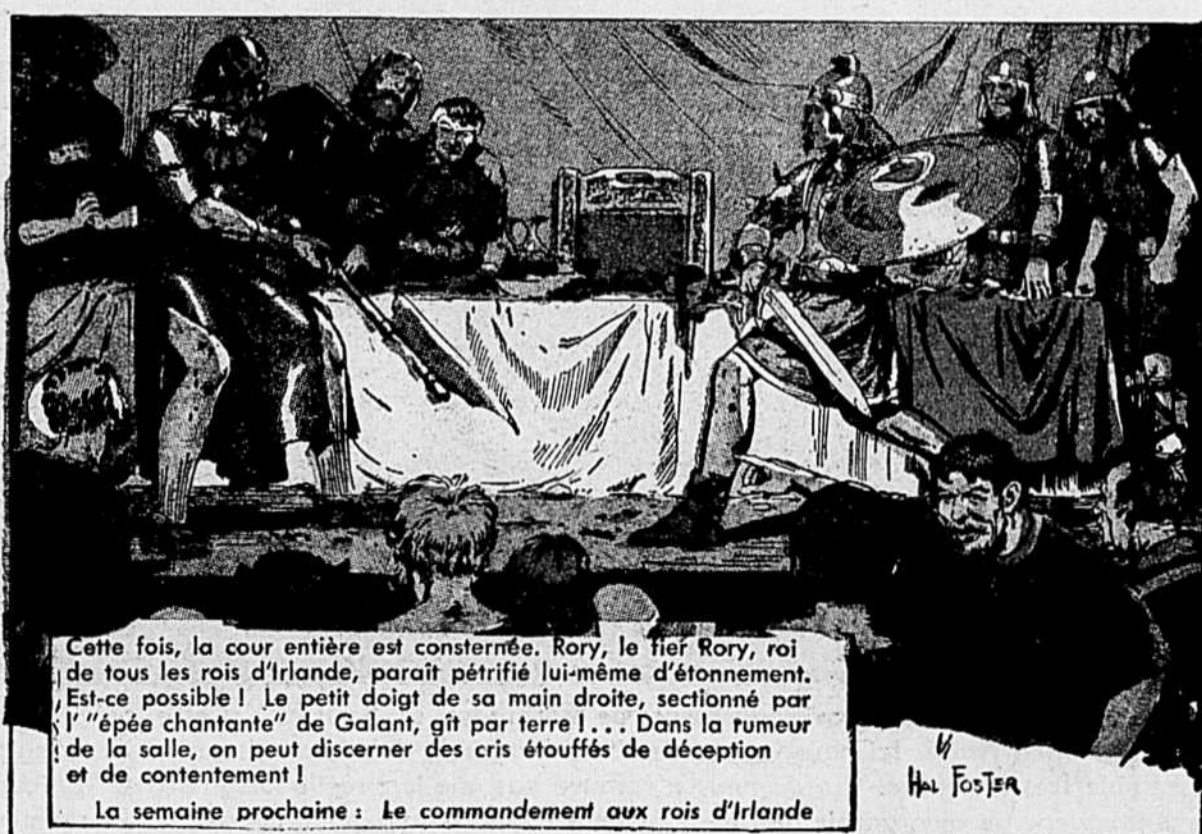 Cette fois, la cour entière est consternée. Rory, le fier Rory, roi
de tous les rois d'Irlande, paraît pétrifié lui-même d'étonnement.
Est-ce possible ! Le petit doigt de sa main droite, sectionné par
l' "épée chantante" de Galant, gît par terre !... Dans la rumeur
de la salle, on peut discerner des cris étouffés de déception
et de contentement !
La semaine prochaine : Le commandement aux rois d'Irlande
HAL FOSTER